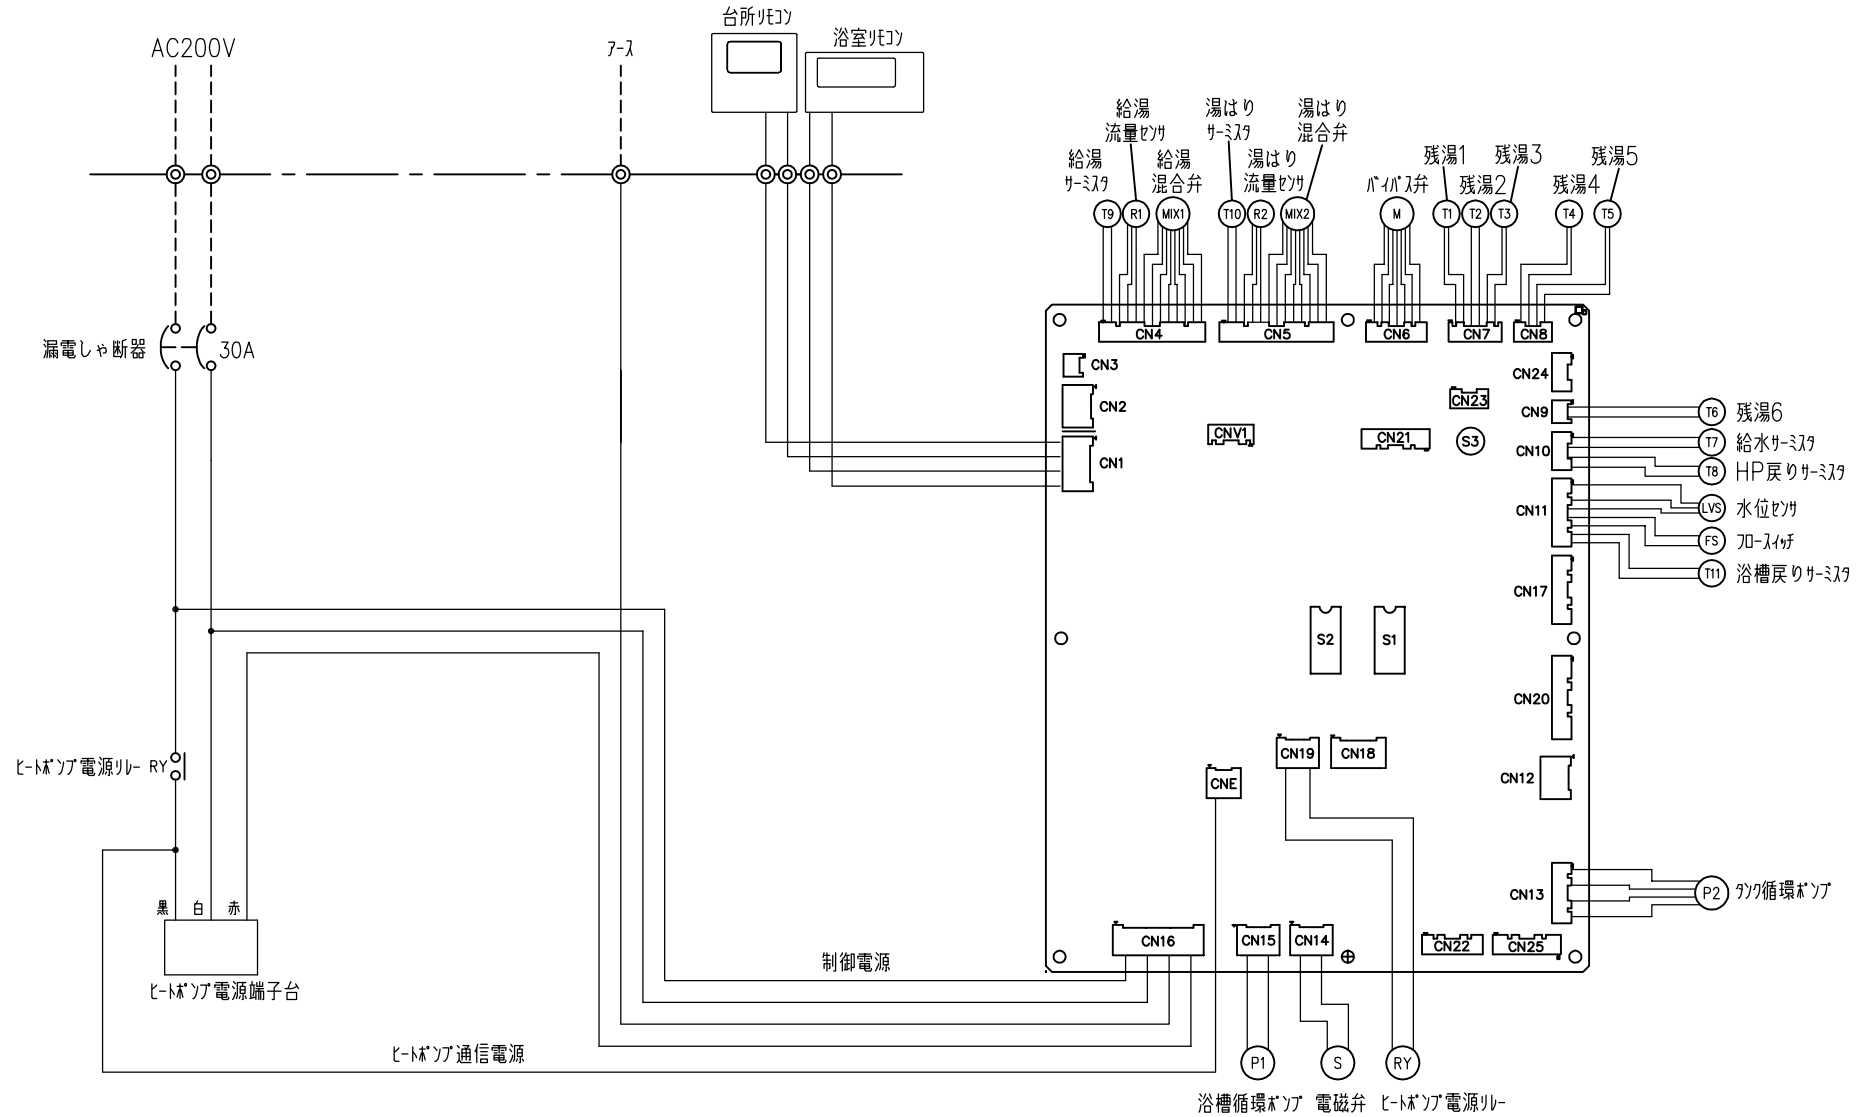 台所リモコン
浴室リモコン
AC200V
アース
給湯
流量センサ
湯はり
サーミスタ
湯はり
混合弁
給湯
サーミスタ
給湯
混合弁
湯はり
流量センサ
バイパス弁
残湯1
残湯2
残湯3
残湯4
残湯5
T9
R1
MIX1
T10
R2
MIX2
M
T1
T2
T3
T4
T5
漏電しゃ断器
30A
CN4
CN5
CN6
CN7
CN8
CN3
CN2
CN1
CNV1
CN21
CN23
S3
CN24
CN9
CN10
CN11
CN17
CN20
CN12
CN13
T6 残湯6
T7 給水サーミスタ
T8 HP戻りサーミスタ
LVS 水位センサ
FS フロースイッチ
T11 浴槽戻りサーミスタ
S2
S1
ヒートポンプ電源リレー RY
CN19
CN18
CNE
P2 タンク循環ポンプ
黒 白 赤
ヒートポンプ電源端子台
制御電源
ヒートポンプ通信電源
CN16
CN15
CN14
CN22
CN25
P1
S
RY
浴槽循環ポンプ
電磁弁
ヒートポンプ電源リレー